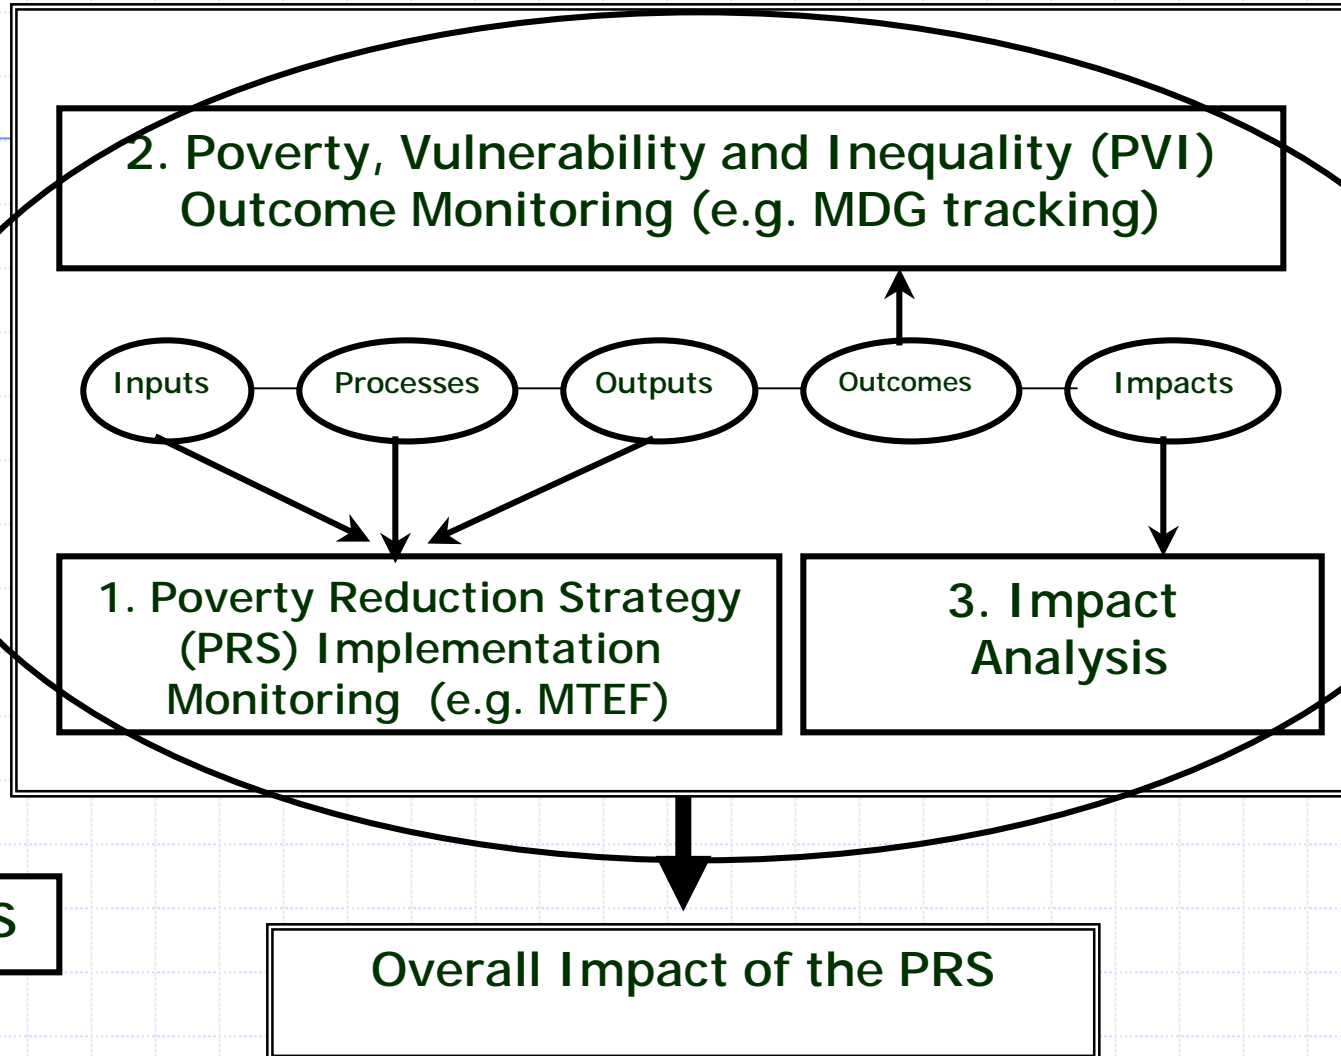 2. Poverty, Vulnerability and Inequality (PVI)
Outcome Monitoring (e.g. MDG tracking)
Inputs
Processes
Outputs
Outcomes
Impacts
1. Poverty Reduction Strategy
(PRS) Implementation
Monitoring (e.g. MTEF)
3. Impact
Analysis
S
Overall Impact of the PRS